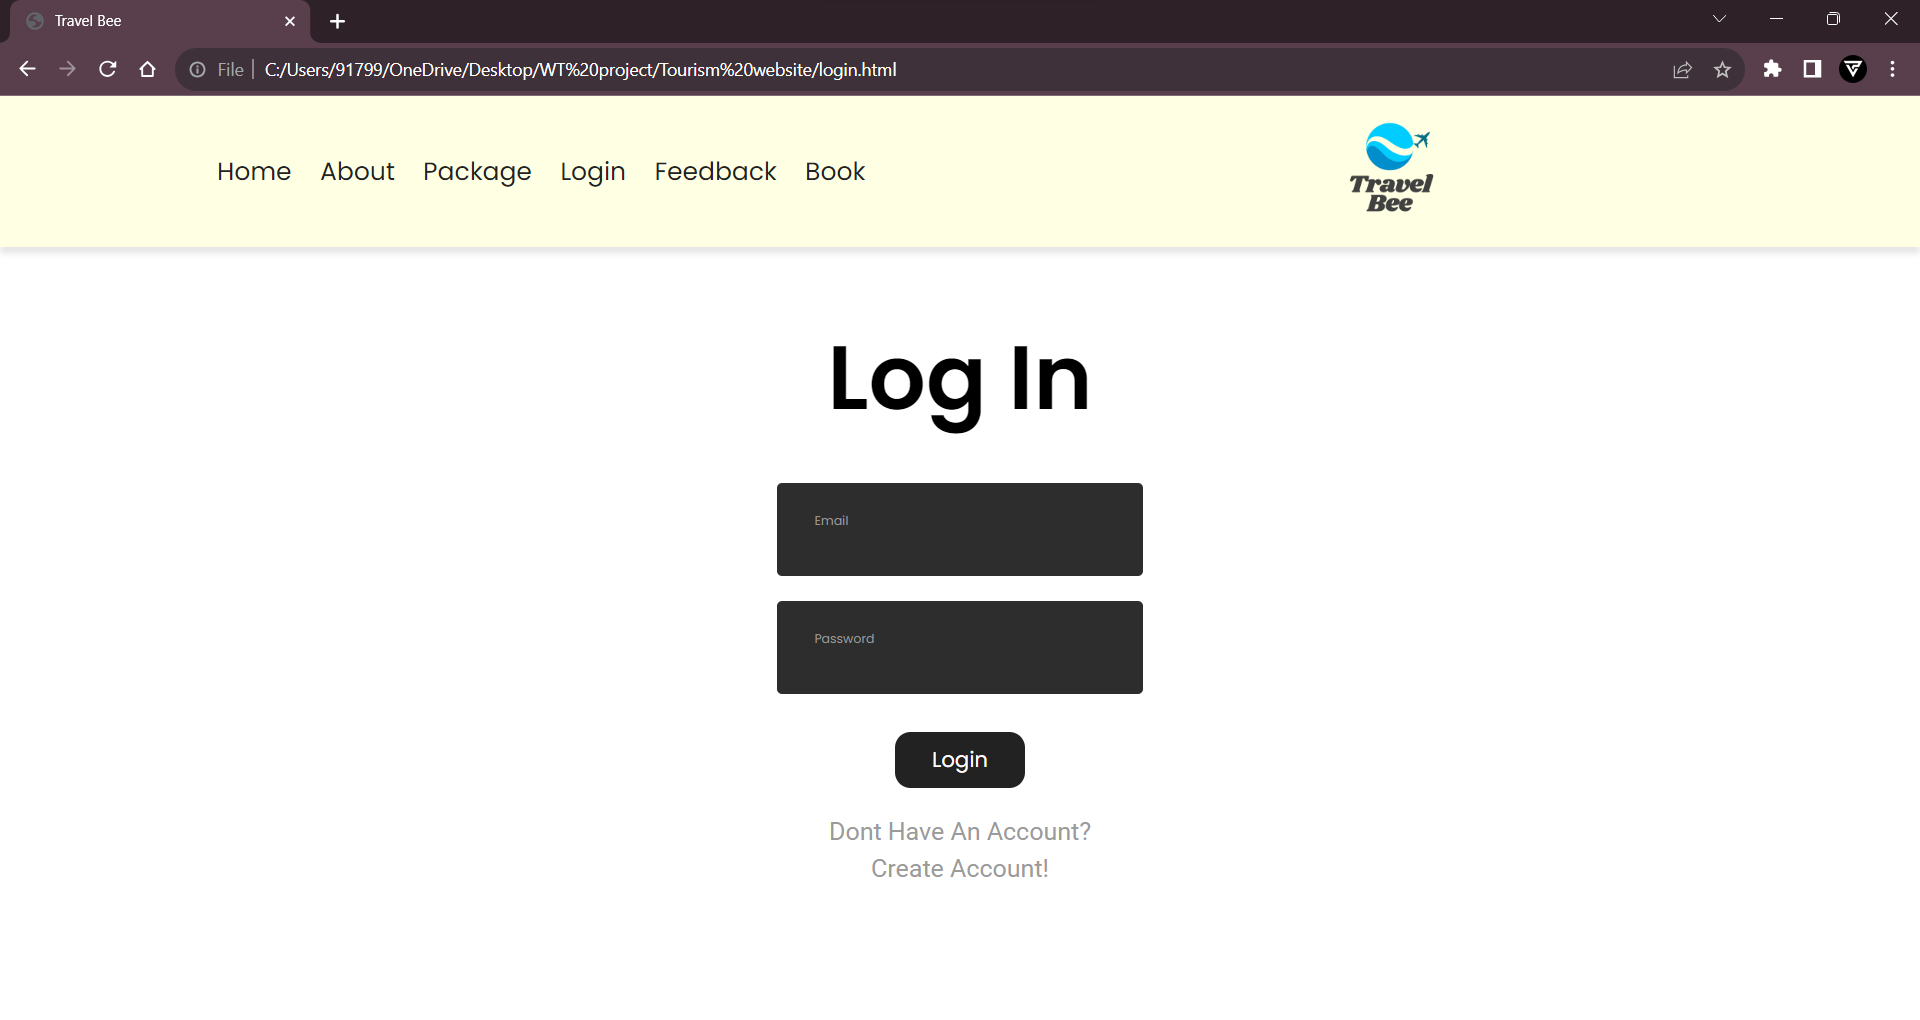 Travel Bee
File C:/Users/91799/OneDrive/Desktop/WT%20project/Tourism%20website/login.html
Home About Package Login Feedback Book
Travel
Bee
Log In
Email
Password
Login
Dont Have An Account?
Create Account!